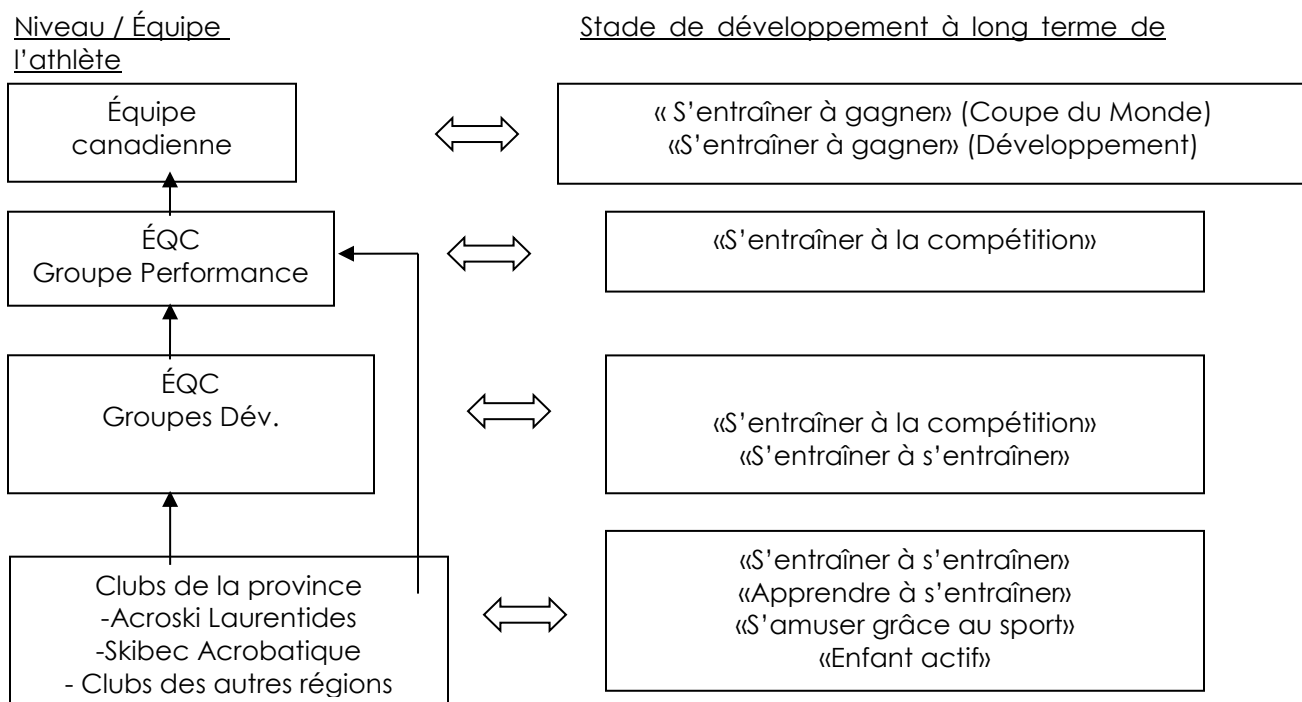 Niveau / Équipe
Stade de développement à long terme de
l'athlète
Équipe
canadienne
« S'entraîner à gagner» (Coupe du Monde)
«S'entraîner à gagner» (Développement)
ÉQC
Groupe Performance
«S'entraîner à la compétition»
ÉQC
Groupes Dév.
«S'entraîner à la compétition»
«S'entraîner à s'entraîner»
Clubs de la province
-Acroski Laurentides
-Skibec Acrobatique
- Clubs des autres régions
«S'entraîner à s'entraîner»
«Apprendre à s'entraîner»
«S'amuser grâce au sport»
«Enfant actif»